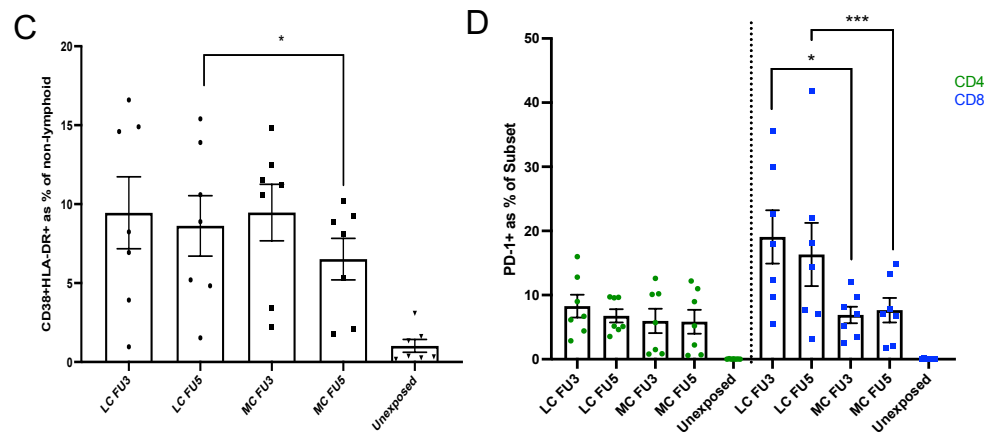 C
CD38+HLA-DR+ as % of non-lymphoid
20
15
10
5
0
*
LC FU3
LC FU5
MC FU3
MC FU5
Unexposed
D
PD-1+ as % of Subset
50
40
30
20
10
0
*
***
LC FU3
LC FU5
MC FU3
MC FU5
Unexposed
LC FU3
LC FU5
MC FU3
MC FU5
Unexposed
CD4
CD8